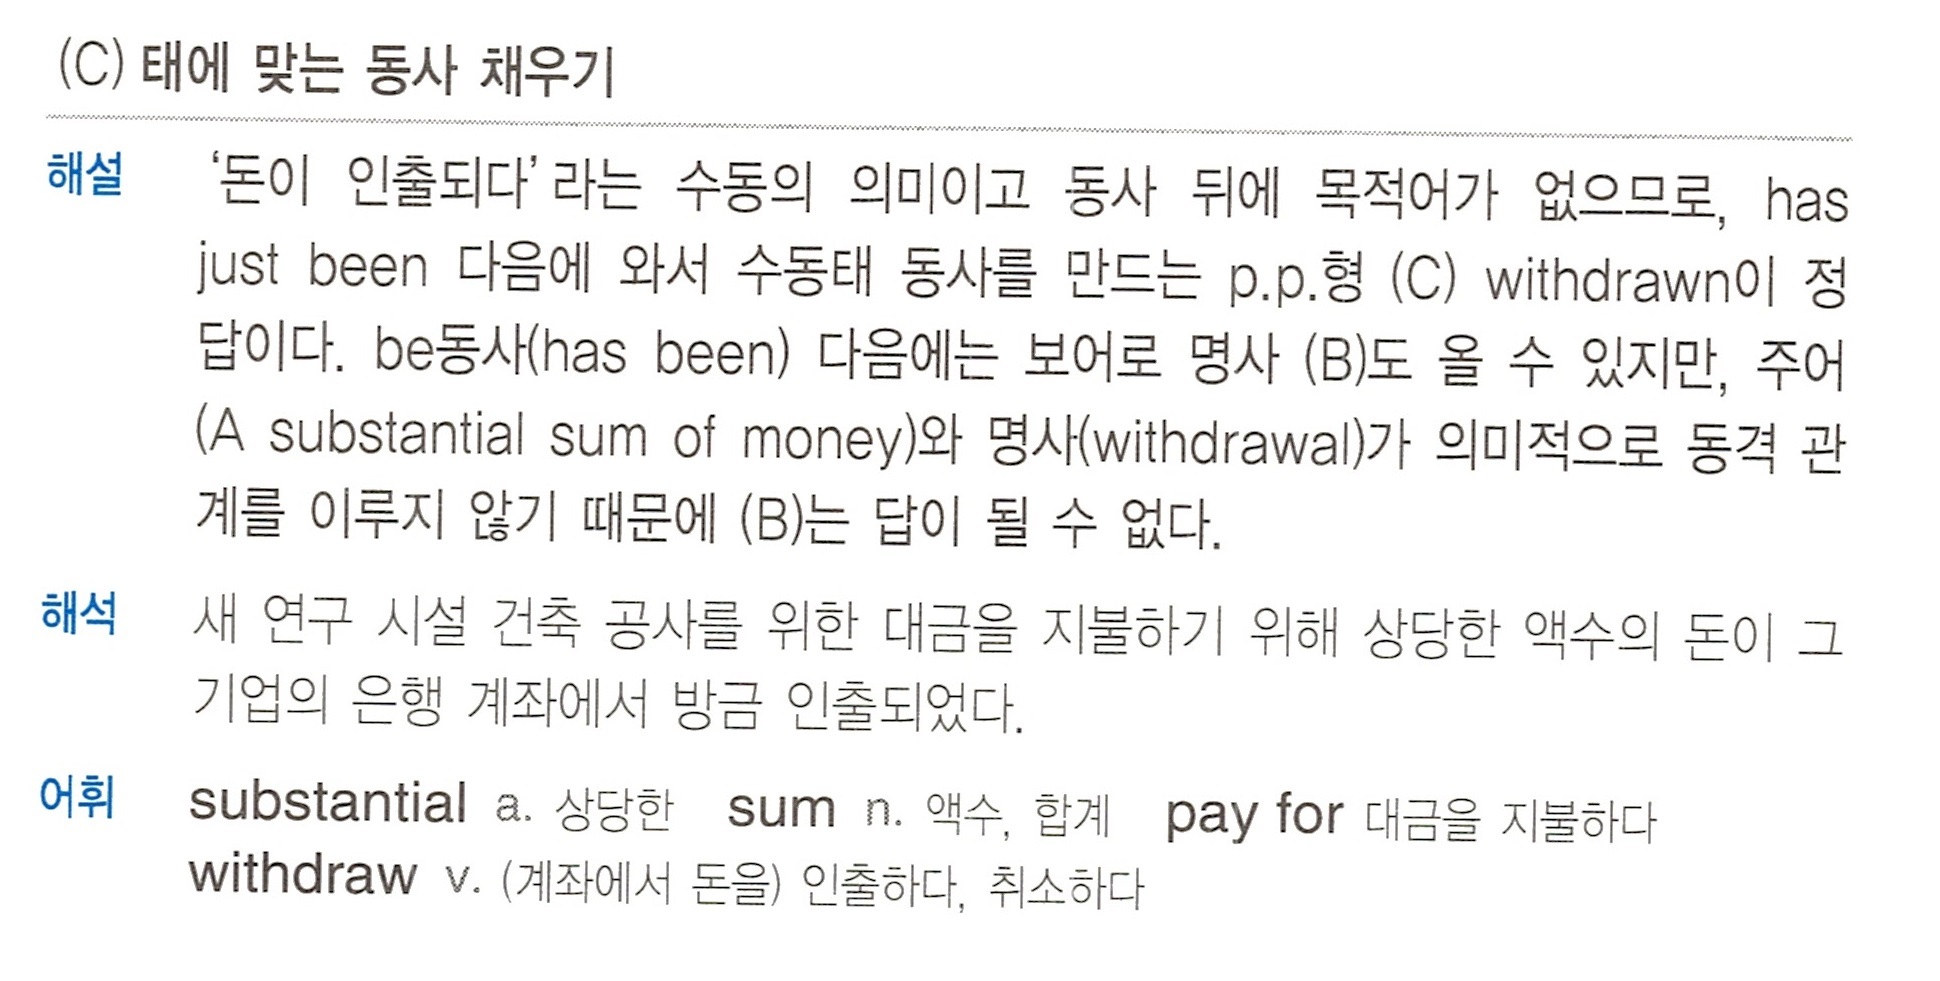 (C) 태에 맞는 동사 채우기
해설 '돈이 인출되다'라는 수동의 의미이고 동사 뒤에 목적어가 없으므로, has
just been 다음에 와서 수동태 동사를 만드는 p.p.형 (C) withdrawn이 정
답이다. be동사(has been) 다음에는 보어로 명사 (B)도 올 수 있지만, 주어
(A substantial sum of money)와 명사(withdrawal)가 의미적으로 동격 관
계를 이루지 않기 때문에 (B)는 답이 될 수 없다.
해석 새 연구 시설 건축 공사를 위한 대금을 지불하기 위해 상당한 액수의 돈이 그
기업의 은행 계좌에서 방금 인출되었다.
어휘 substantial a. 상당한 sum n. 액수, 합계 pay for 대금을 지불하다
withdraw v. (계좌에서 돈을) 인출하다, 취소하다